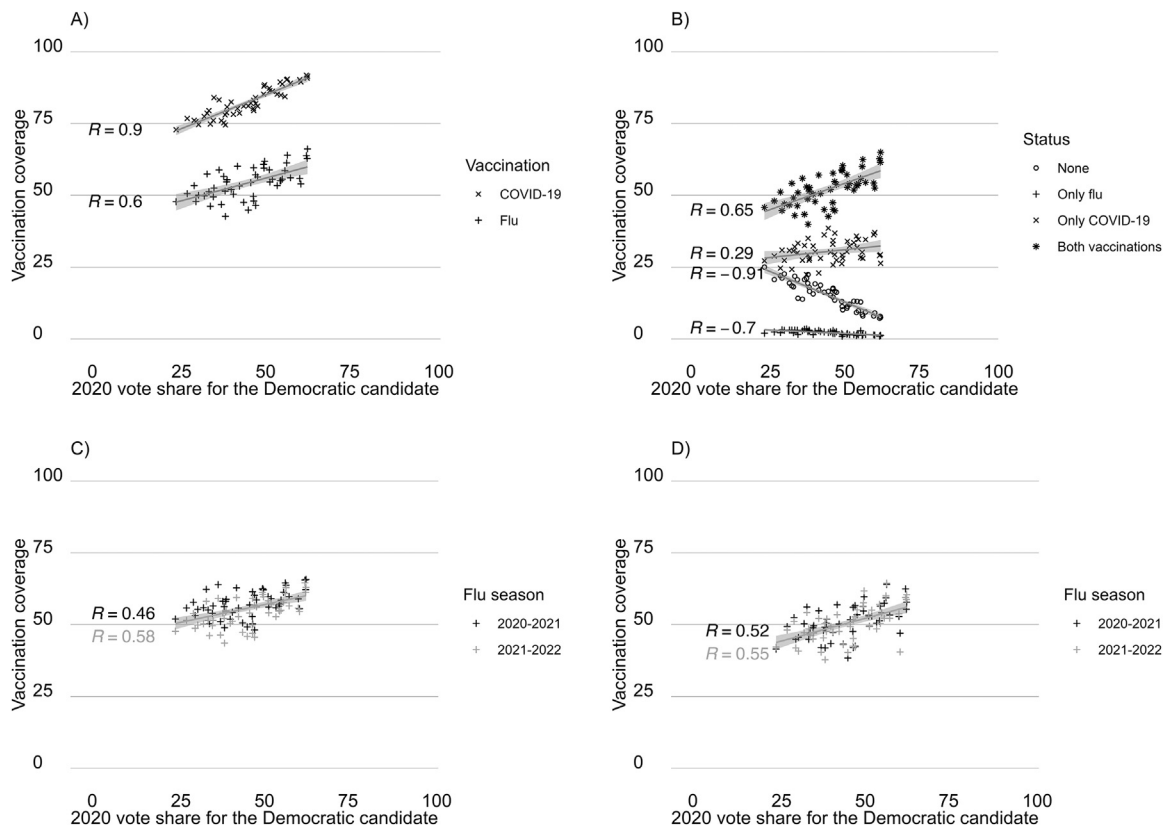 A)
Vaccination coverage
100
75
50
25
0
R = 0.9
R = 0.6
0 25 50 75 100
2020 vote share for the Democratic candidate
Vaccination
COVID-19
Flu
B)
Vaccination coverage
100
75
50
25
0
R = 0.65
R = 0.29
R = −0.91
R = −0.7
0 25 50 75 100
2020 vote share for the Democratic candidate
Status
None
Only flu
Only COVID-19
Both vaccinations
C)
Vaccination coverage
100
75
50
25
0
R = 0.46
R = 0.58
0 25 50 75 100
2020 vote share for the Democratic candidate
Flu season
2020-2021
2021-2022
D)
Vaccination coverage
100
75
50
25
0
R = 0.52
R = 0.55
0 25 50 75 100
2020 vote share for the Democratic candidate
Flu season
2020-2021
2021-2022